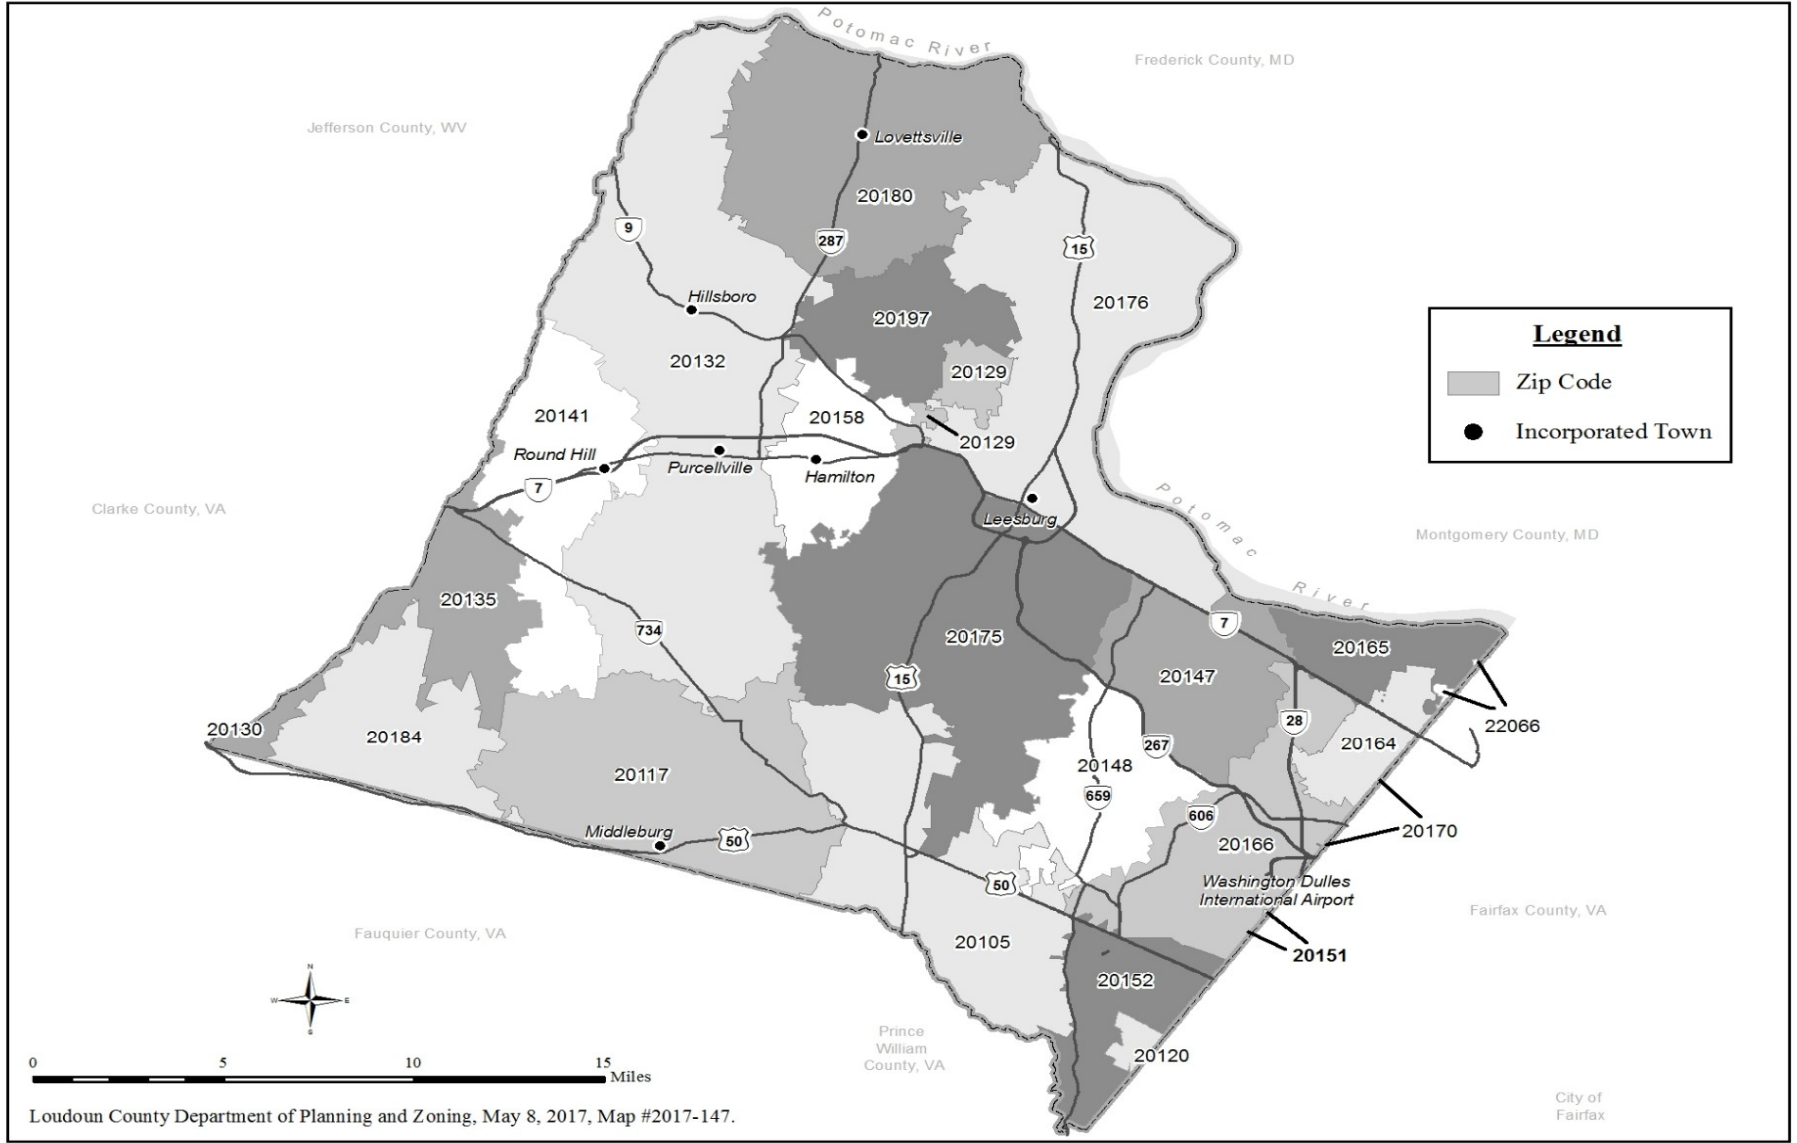 Potomac River
Frederick County, MD
Jefferson County, WV
Lovettsville
20180
9
287
15
Hillsboro
20176
20197
Legend
20132
20129
Zip Code
20141
20158
Incorporated Town
20129
Round Hill
Purcellville
Hamilton
7
Leesburg
Clarke County, VA
Potomac River
Montgomery County, MD
20135
734
20175
7
20165
15
20147
20130
20184
28
22066
267
20164
20117
20148
659
606
20170
Middleburg
50
20166
50
Washington Dulles
International Airport
Fairfax County, VA
Fauquier County, VA
20105
20151
20152
N
W E
S
Prince
William
County, VA
20120
0 5 10 15
Miles
City of
Fairfax
Loudoun County Department of Planning and Zoning, May 8, 2017, Map #2017-147.